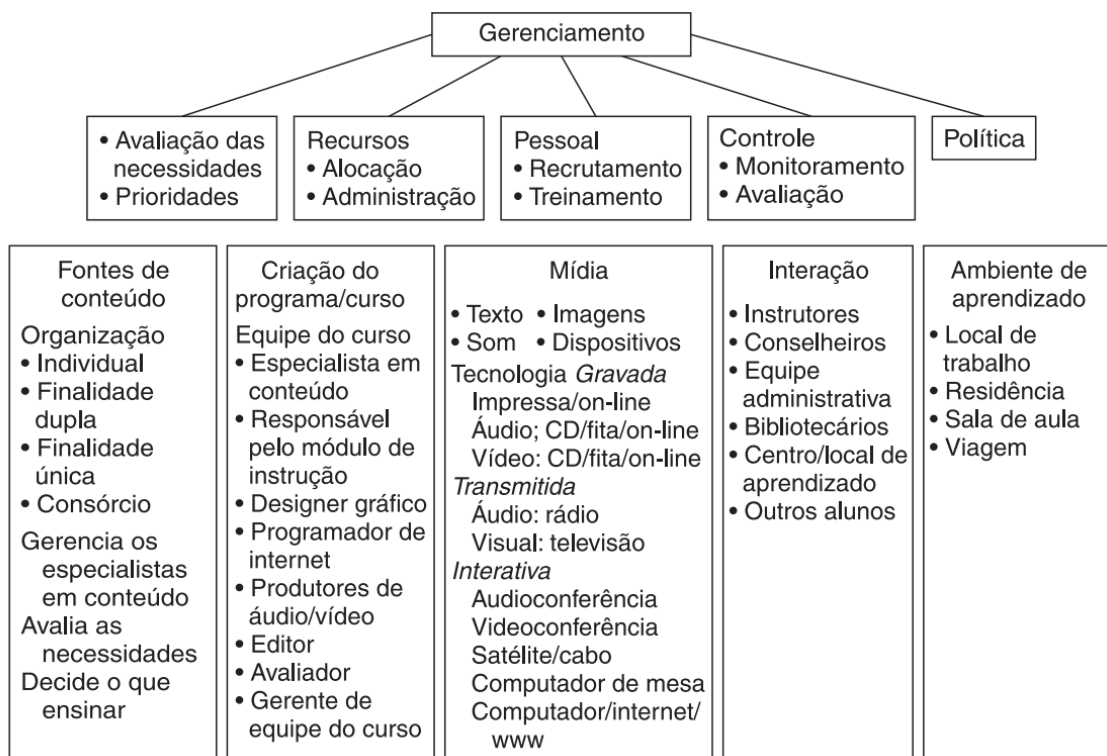 Gerenciamento
• Avaliação das
necessidades
• Prioridades
Recursos
• Alocação
• Administração
Pessoal
• Recrutamento
• Treinamento
Controle
• Monitoramento
• Avaliação
Política
Fontes de
conteúdo
Organização
• Individual
• Finalidade
dupla
• Finalidade
única
• Consórcio
Gerencia os
especialistas
em conteúdo
Avalia as
necessidades
Decide o que
ensinar
Criação do
programa/curso
Equipe do curso
• Especialista em
conteúdo
• Responsável
pelo módulo de
instrução
• Designer gráfico
• Programador de
internet
• Produtores de
áudio/vídeo
• Editor
• Avaliador
• Gerente de
equipe do curso
Mídia
• Texto • Imagens
• Som • Dispositivos
Tecnologia Gravada
Impressa/on-line
Áudio; CD/fita/on-line
Vídeo: CD/fita/on-line
Transmitida
Áudio: rádio
Visual: televisão
Interativa
Audioconferência
Videoconferência
Satélite/cabo
Computador de mesa
Computador/internet/
www
Interação
• Instrutores
• Conselheiros
• Equipe
administrativa
• Bibliotecários
• Centro/local de
aprendizado
• Outros alunos
Ambiente de
aprendizado
• Local de
trabalho
• Residência
• Sala de aula
• Viagem